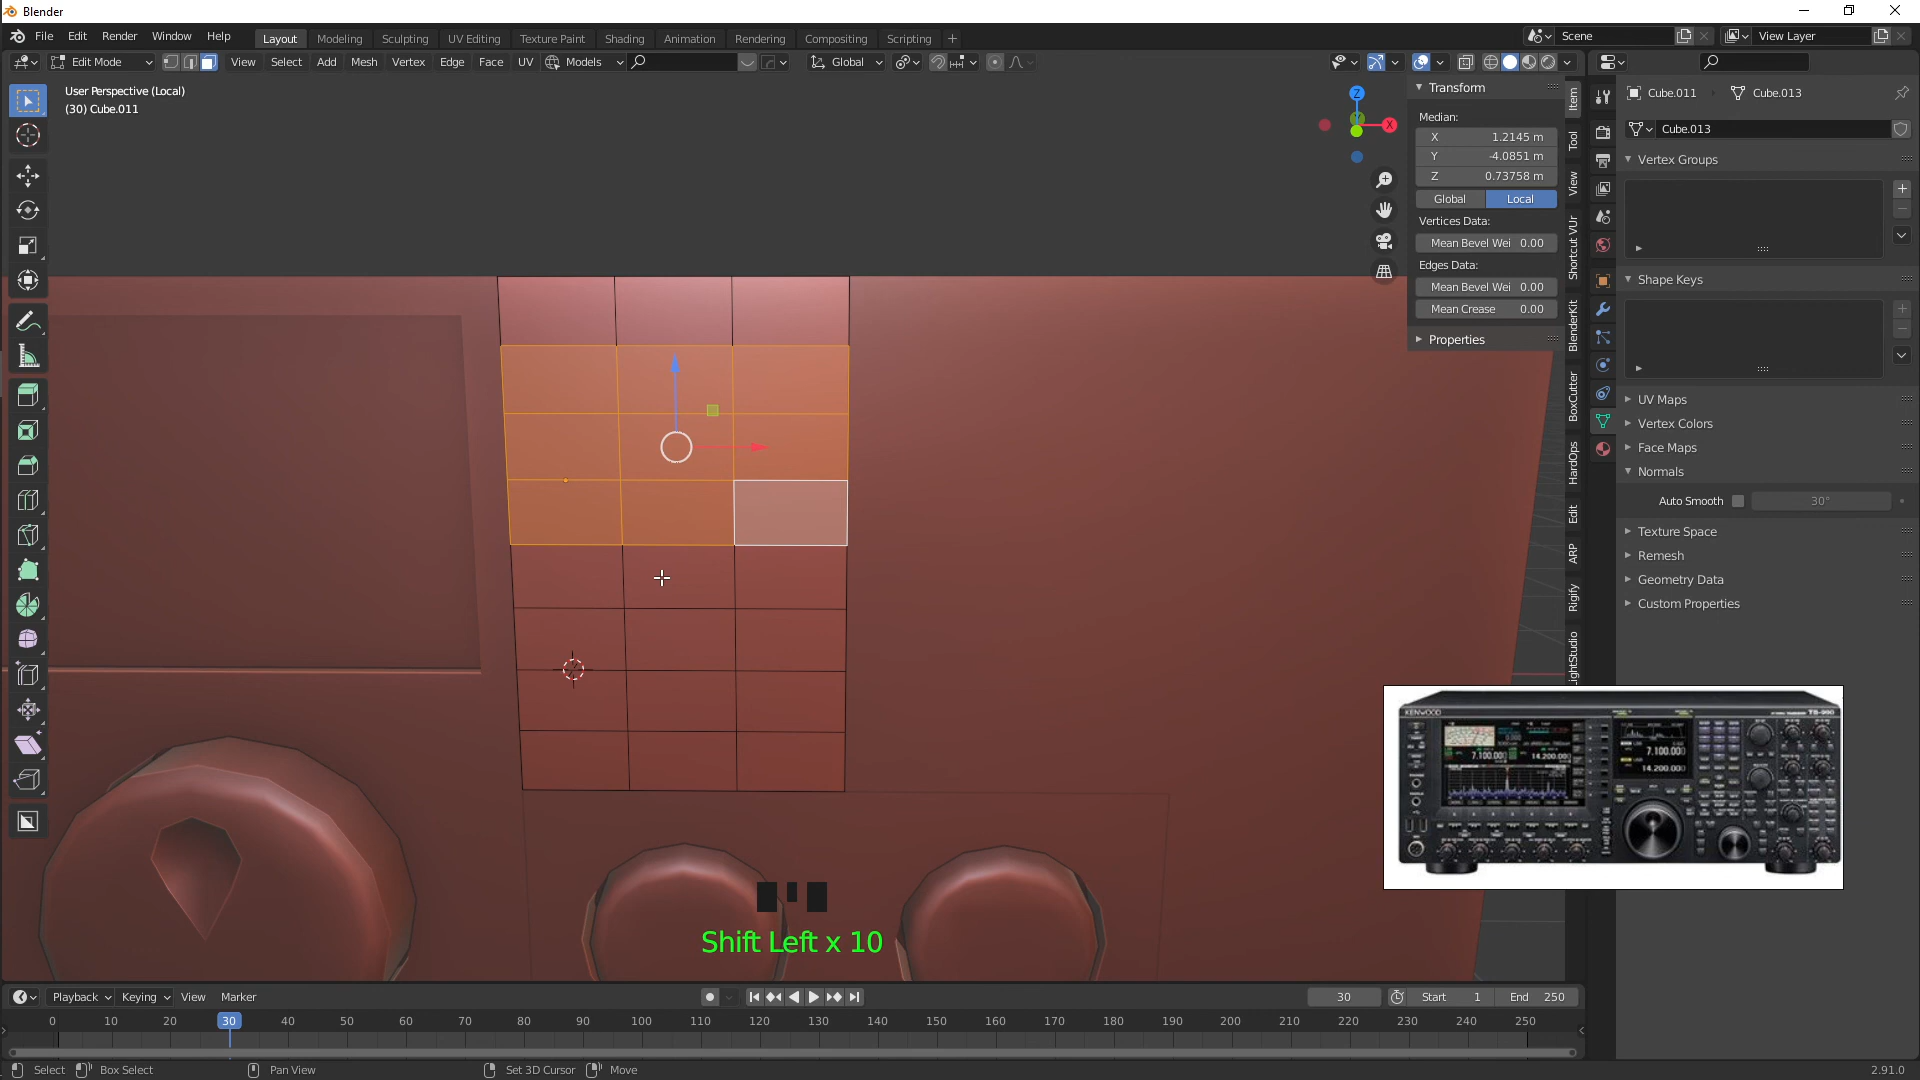 Blender
File Edit Render Window Help
Layout Modeling Sculpting UV Editing Texture Paint Shading Animation Rendering Compositing Scripting
Scene
View Layer
Edit Mode View Select Add Mesh Vertex Edge Face UV Models Global
User Perspective (Local)
(30) Cube.011
Z
X
Transform
Median:
X 1.2145 m
Y -4.0851 m
Z 0.73758 m
Global Local
Vertices Data:
Mean Bevel Wei 0.00
Edges Data:
Mean Bevel Wei 0.00
Mean Crease 0.00
Properties
Item
Tool
View
Shortcut VUr
BlenderKit
BoxCutter
HardOps
Edit
ARP
Rigify
LightStudio
Cube.011 Cube.013
Cube.013
Vertex Groups
Shape Keys
UV Maps
Vertex Colors
Face Maps
Normals
Auto Smooth 30°
Texture Space
Remesh
Geometry Data
Custom Properties
KENWOOD
TS-990
7.100.000
14.200.000
7.100.000
14.200.000
Shift Left x 10
Playback Keying View Marker
30 Start 1 End 250
0 10 20 30 40 50 60 70 80 90 100 110 120 130 140 150 160 170 180 190 200 210 220 230 240 250
Select Box Select Pan View Set 3D Cursor Move
2.91.0